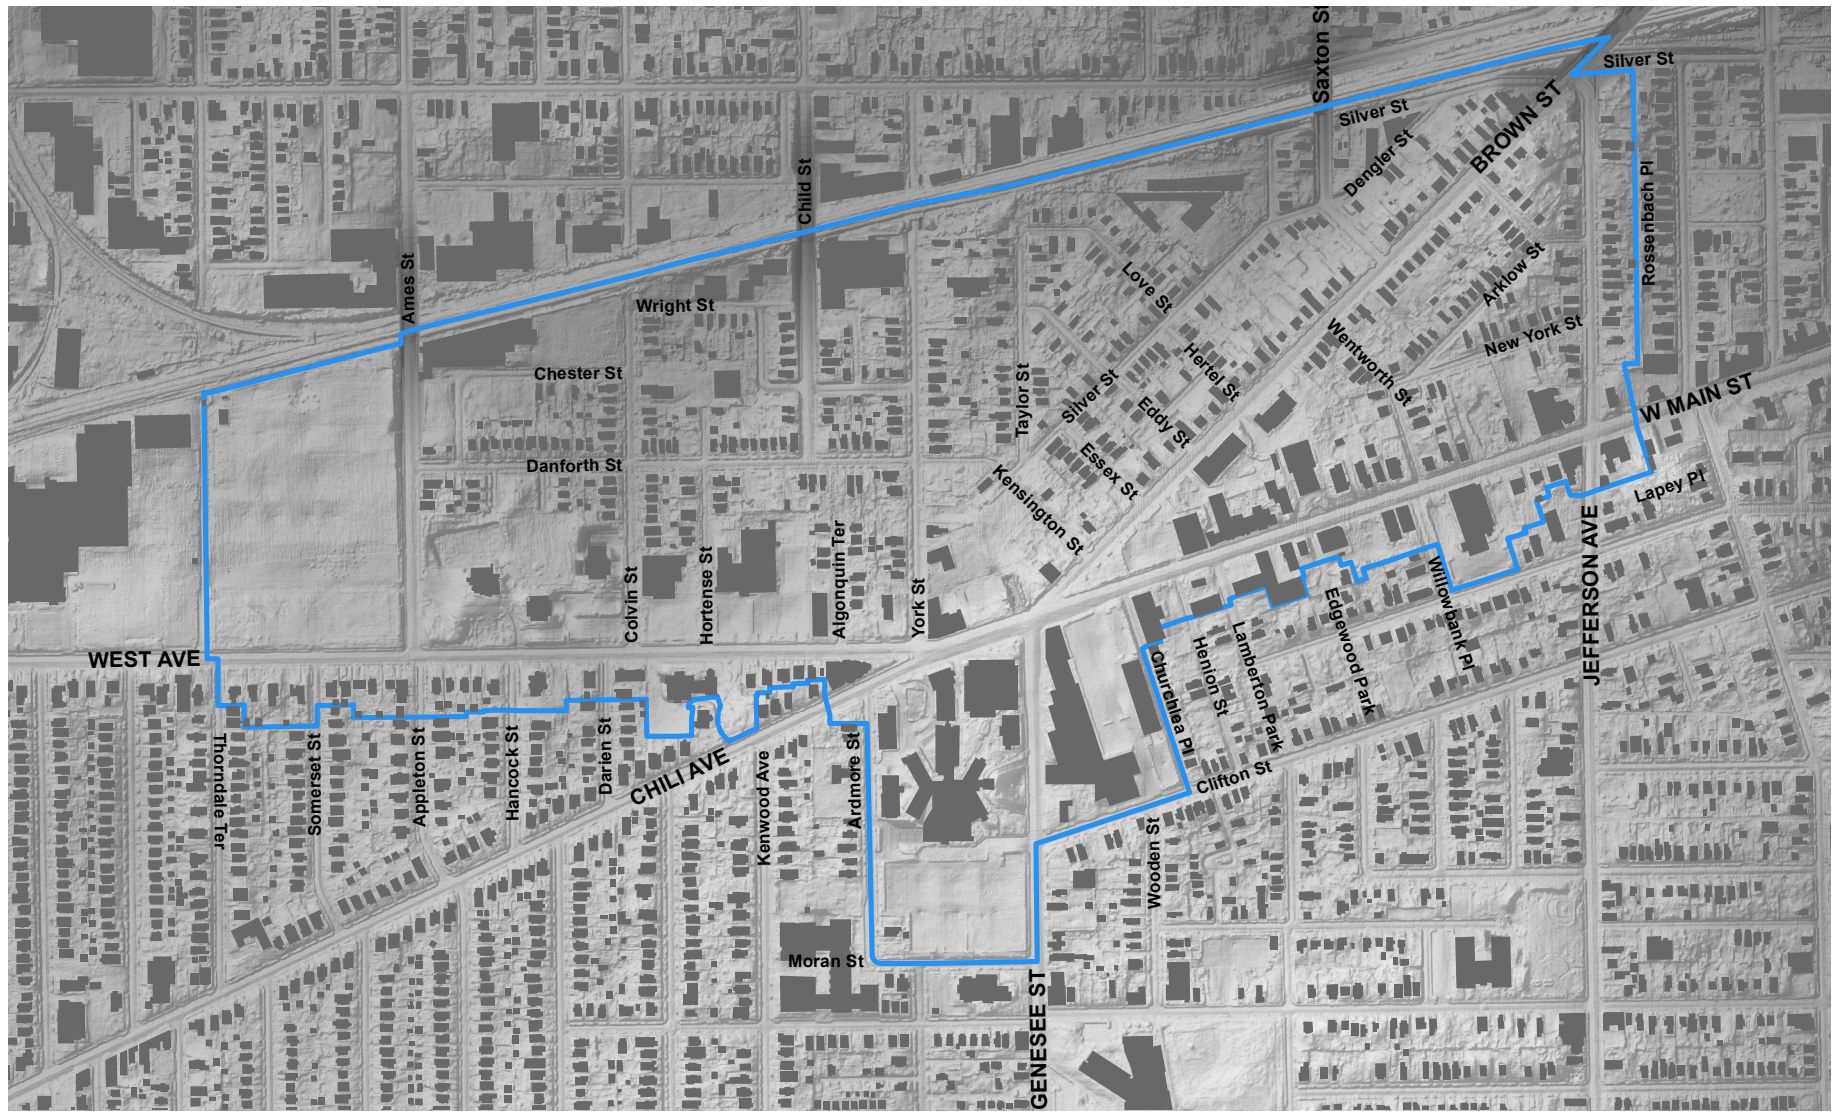 Saxton St
Silver St
Silver St
BROWN ST
Dengler St
Rossenbach Pl
Child St
Ames St
Love St
Arklow St
Wright St
Wentworth St
New York St
Hertel St
Chester St
Taylor St
Silver St
Eddy St
W MAIN ST
Danforth St
Essex St
Kensington St
Lapey Pl
JEFFERSON AVE
Colvin St
Hortense St
Algonquin Ter
York St
Willowbank Pl
Edgewood Park
Lamberton Park
Henion St
Churchlea Pl
WEST AVE
Thorndale Ter
Somerset St
Appleton St
Hancock St
Darien St
CHILI AVE
Kenwood Ave
Ardmore St
Clifton St
Wooden St
Moran St
GENESEE ST